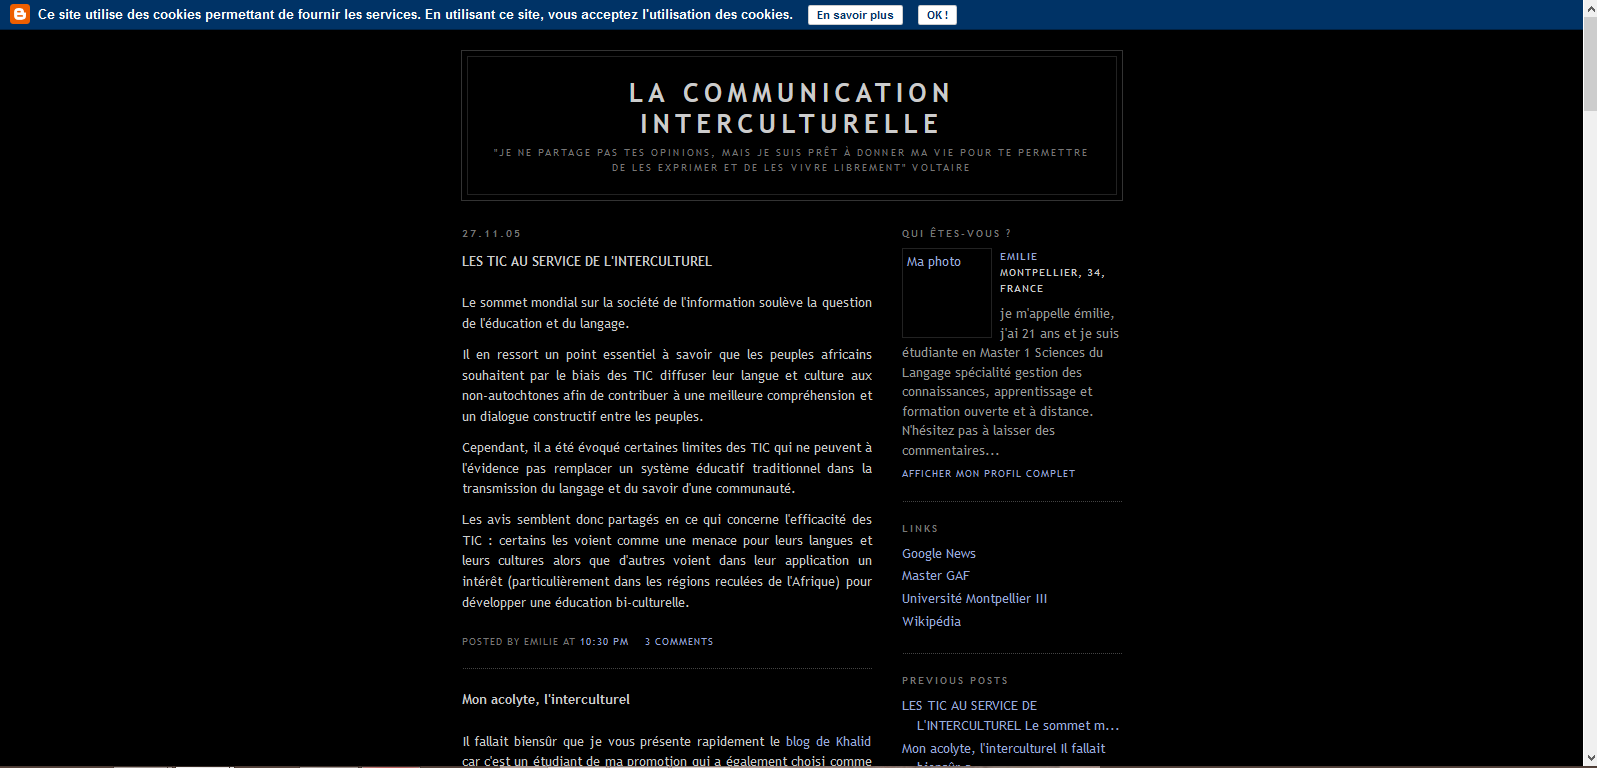 Ce site utilise des cookies permettant de fournir les services. En utilisant ce site, vous acceptez l'utilisation des cookies. En savoir plus OK !
LA COMMUNICATION
INTERCULTURELLE
"JE NE PARTAGE PAS TES OPINIONS, MAIS JE SUIS PRÊT À DONNER MA VIE POUR TE PERMETTRE
DE LES EXPRIMER ET DE LES VIVRE LIBREMENT" VOLTAIRE
27.11.05
LES TIC AU SERVICE DE L'INTERCULTUREL
Le sommet mondial sur la société de l'information soulève la question
de l'éducation et du langage.
Il en ressort un point essentiel à savoir que les peuples africains
souhaitent par le biais des TIC diffuser leur langue et culture aux
non-autochtones afin de contribuer à une meilleure compréhension et
un dialogue constructif entre les peuples.
Cependant, il a été évoqué certaines limites des TIC qui ne peuvent à
l'évidence pas remplacer un système éducatif traditionnel dans la
transmission du langage et du savoir d'une communauté.
Les avis semblent donc partagés en ce qui concerne l'efficacité des
TIC : certains les voient comme une menace pour leurs langues et
leurs cultures alors que d'autres voient dans leur application un
intérêt (particulièrement dans les régions reculées de l'Afrique) pour
développer une éducation bi-culturelle.
POSTED BY EMILIE AT 10:30 PM 3 COMMENTS
Mon acolyte, l'interculturel
Il fallait biensûr que je vous présente rapidement le blog de Khalid
car c'est un étudiant de ma promotion qui a également choisi comme
QUI ÊTES-VOUS ?
Ma photo
EMILIE
MONTPELLIER, 34,
FRANCE
je m'appelle émilie,
j'ai 21 ans et je suis
étudiante en Master 1 Sciences du
Langage spécialité gestion des
connaissances, apprentissage et
formation ouverte et à distance.
N'hésitez pas à laisser des
commentaires...
AFFICHER MON PROFIL COMPLET
LINKS
Google News
Master GAF
Université Montpellier III
Wikipédia
PREVIOUS POSTS
LES TIC AU SERVICE DE
L'INTERCULTUREL Le sommet m...
Mon acolyte, l'interculturel Il fallait